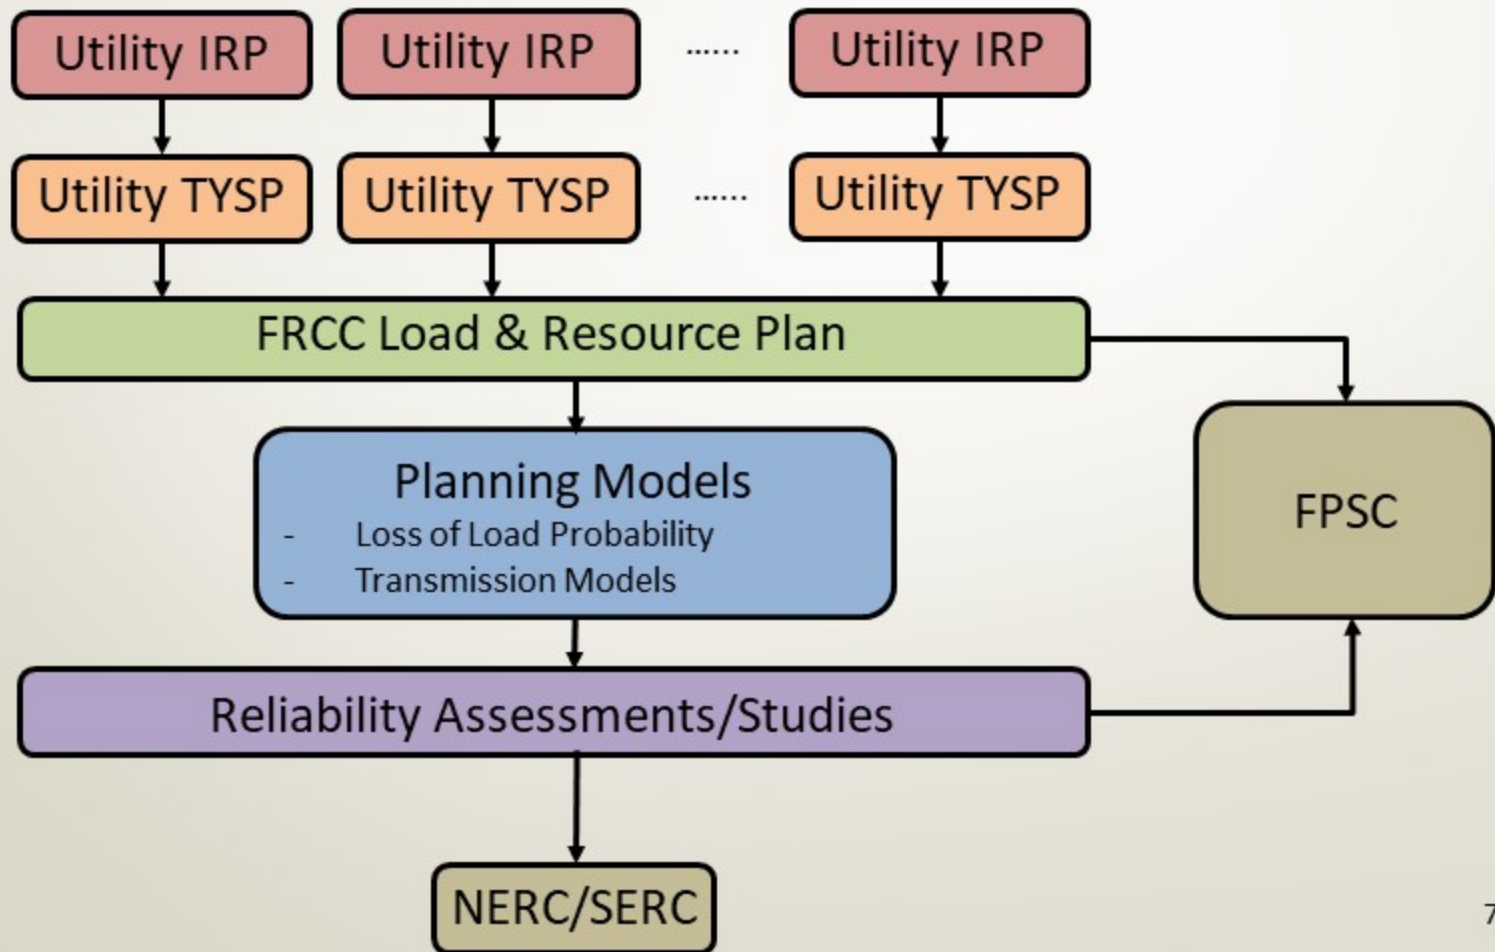 Utility IRP
Utility IRP
......
Utility IRP
Utility TYSP
Utility TYSP
......
Utility TYSP
FRCC Load & Resource Plan
Planning Models
- Loss of Load Probability
- Transmission Models
FPSC
Reliability Assessments/Studies
NERC/SERC
7